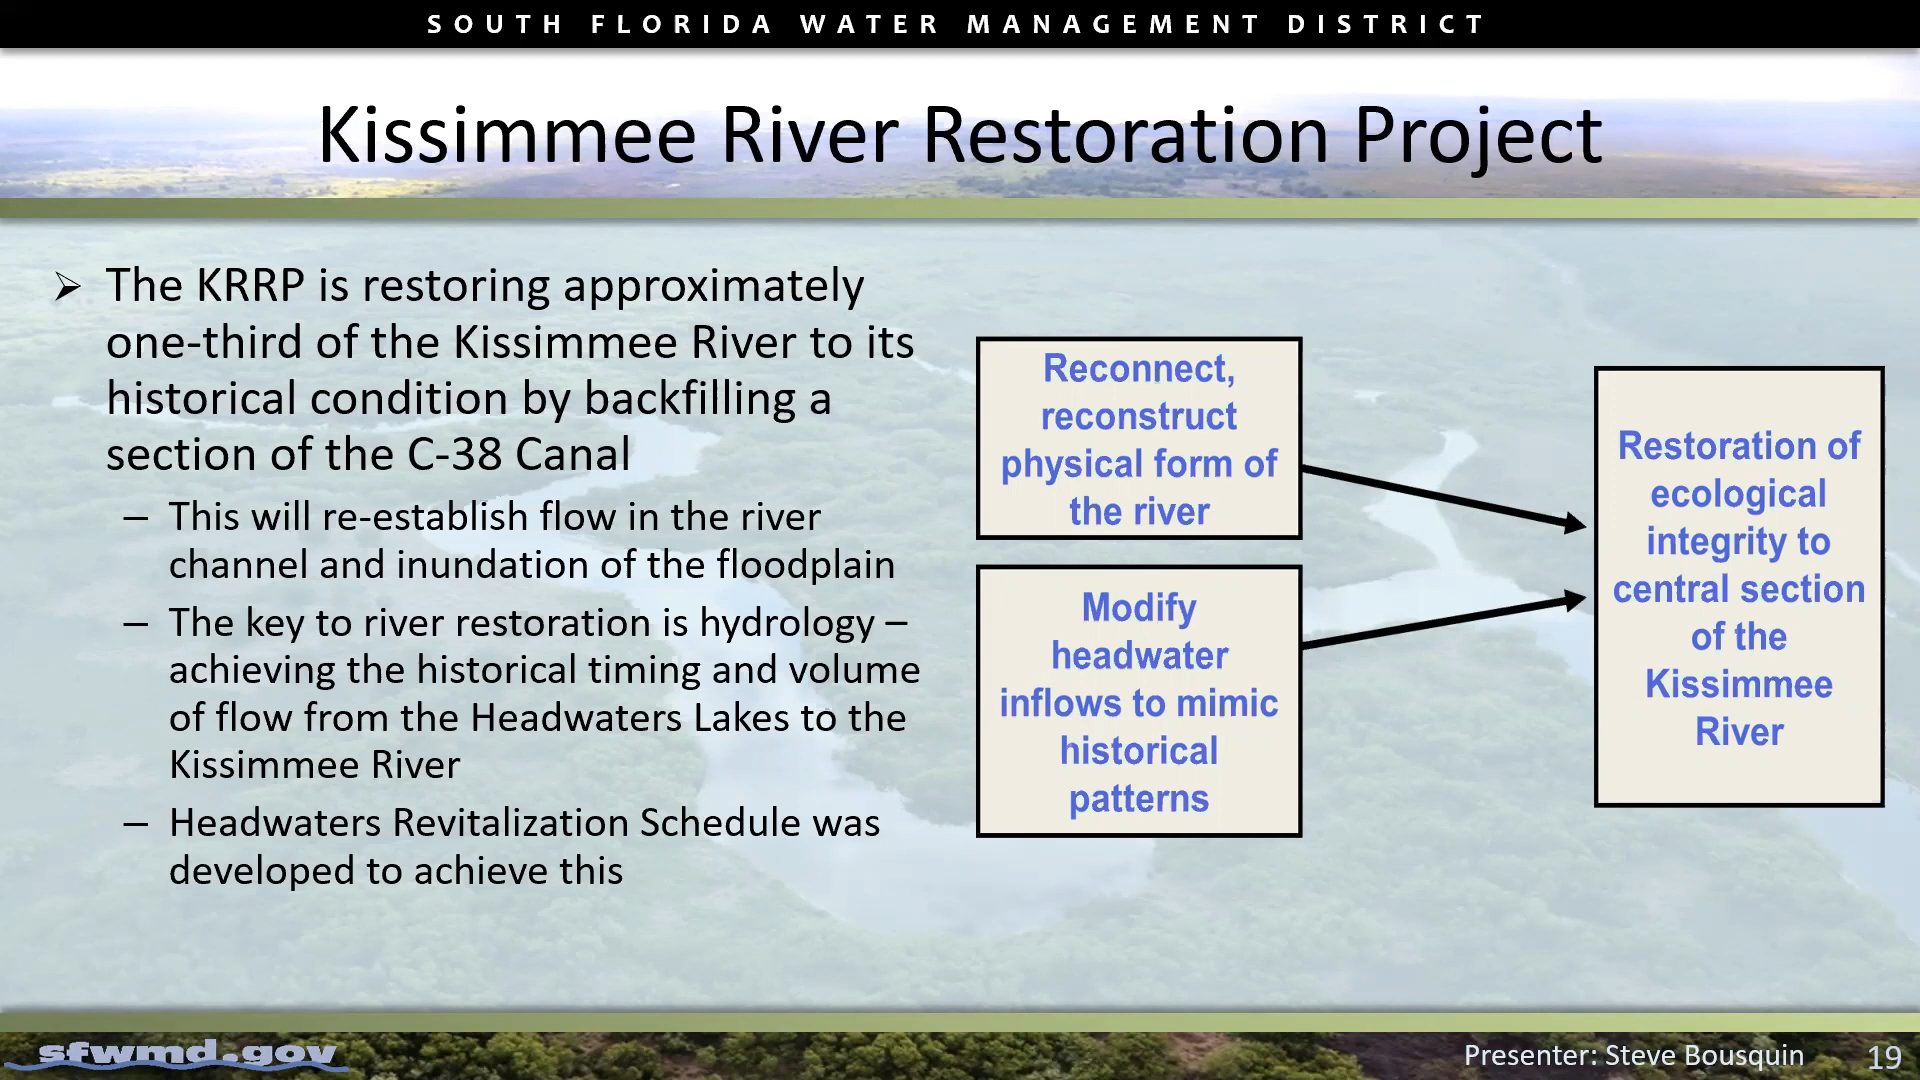 SOUTH FLORIDA WATER MANAGEMENT DISTRICT
Kissimmee River Restoration Project
➢ The KRRP is restoring approximately
one-third of the Kissimmee River to its
historical condition by backfilling a
section of the C-38 Canal
– This will re-establish flow in the river
channel and inundation of the floodplain
– The key to river restoration is hydrology –
achieving the historical timing and volume
of flow from the Headwaters Lakes to the
Kissimmee River
– Headwaters Revitalization Schedule was
developed to achieve this
Reconnect,
reconstruct
physical form of
the river
Modify
headwater
inflows to mimic
historical
patterns
Restoration of
ecological
integrity to
central section
of the
Kissimmee
River
sfwmd.gov
Presenter: Steve Bousquin
19